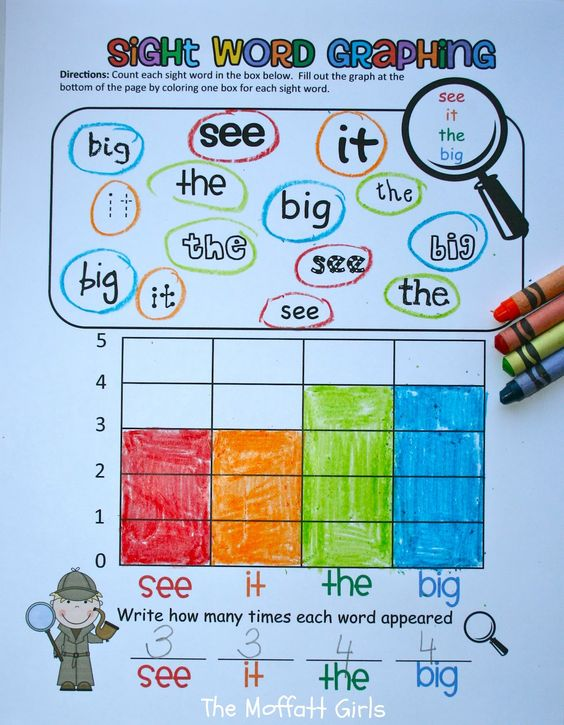 SIGHT WORD GRAPHING
Directions: Count each sight word in the box below. Fill out the graph at the
bottom of the page by coloring one box for each sight word.
see
it
the
big
big see it
the the
it big
the see big
big it see the
5
4
3
2
1
0
see it the big
Write how many times each word appeared
3 3 4 4
see it the big
The Moffatt Girls